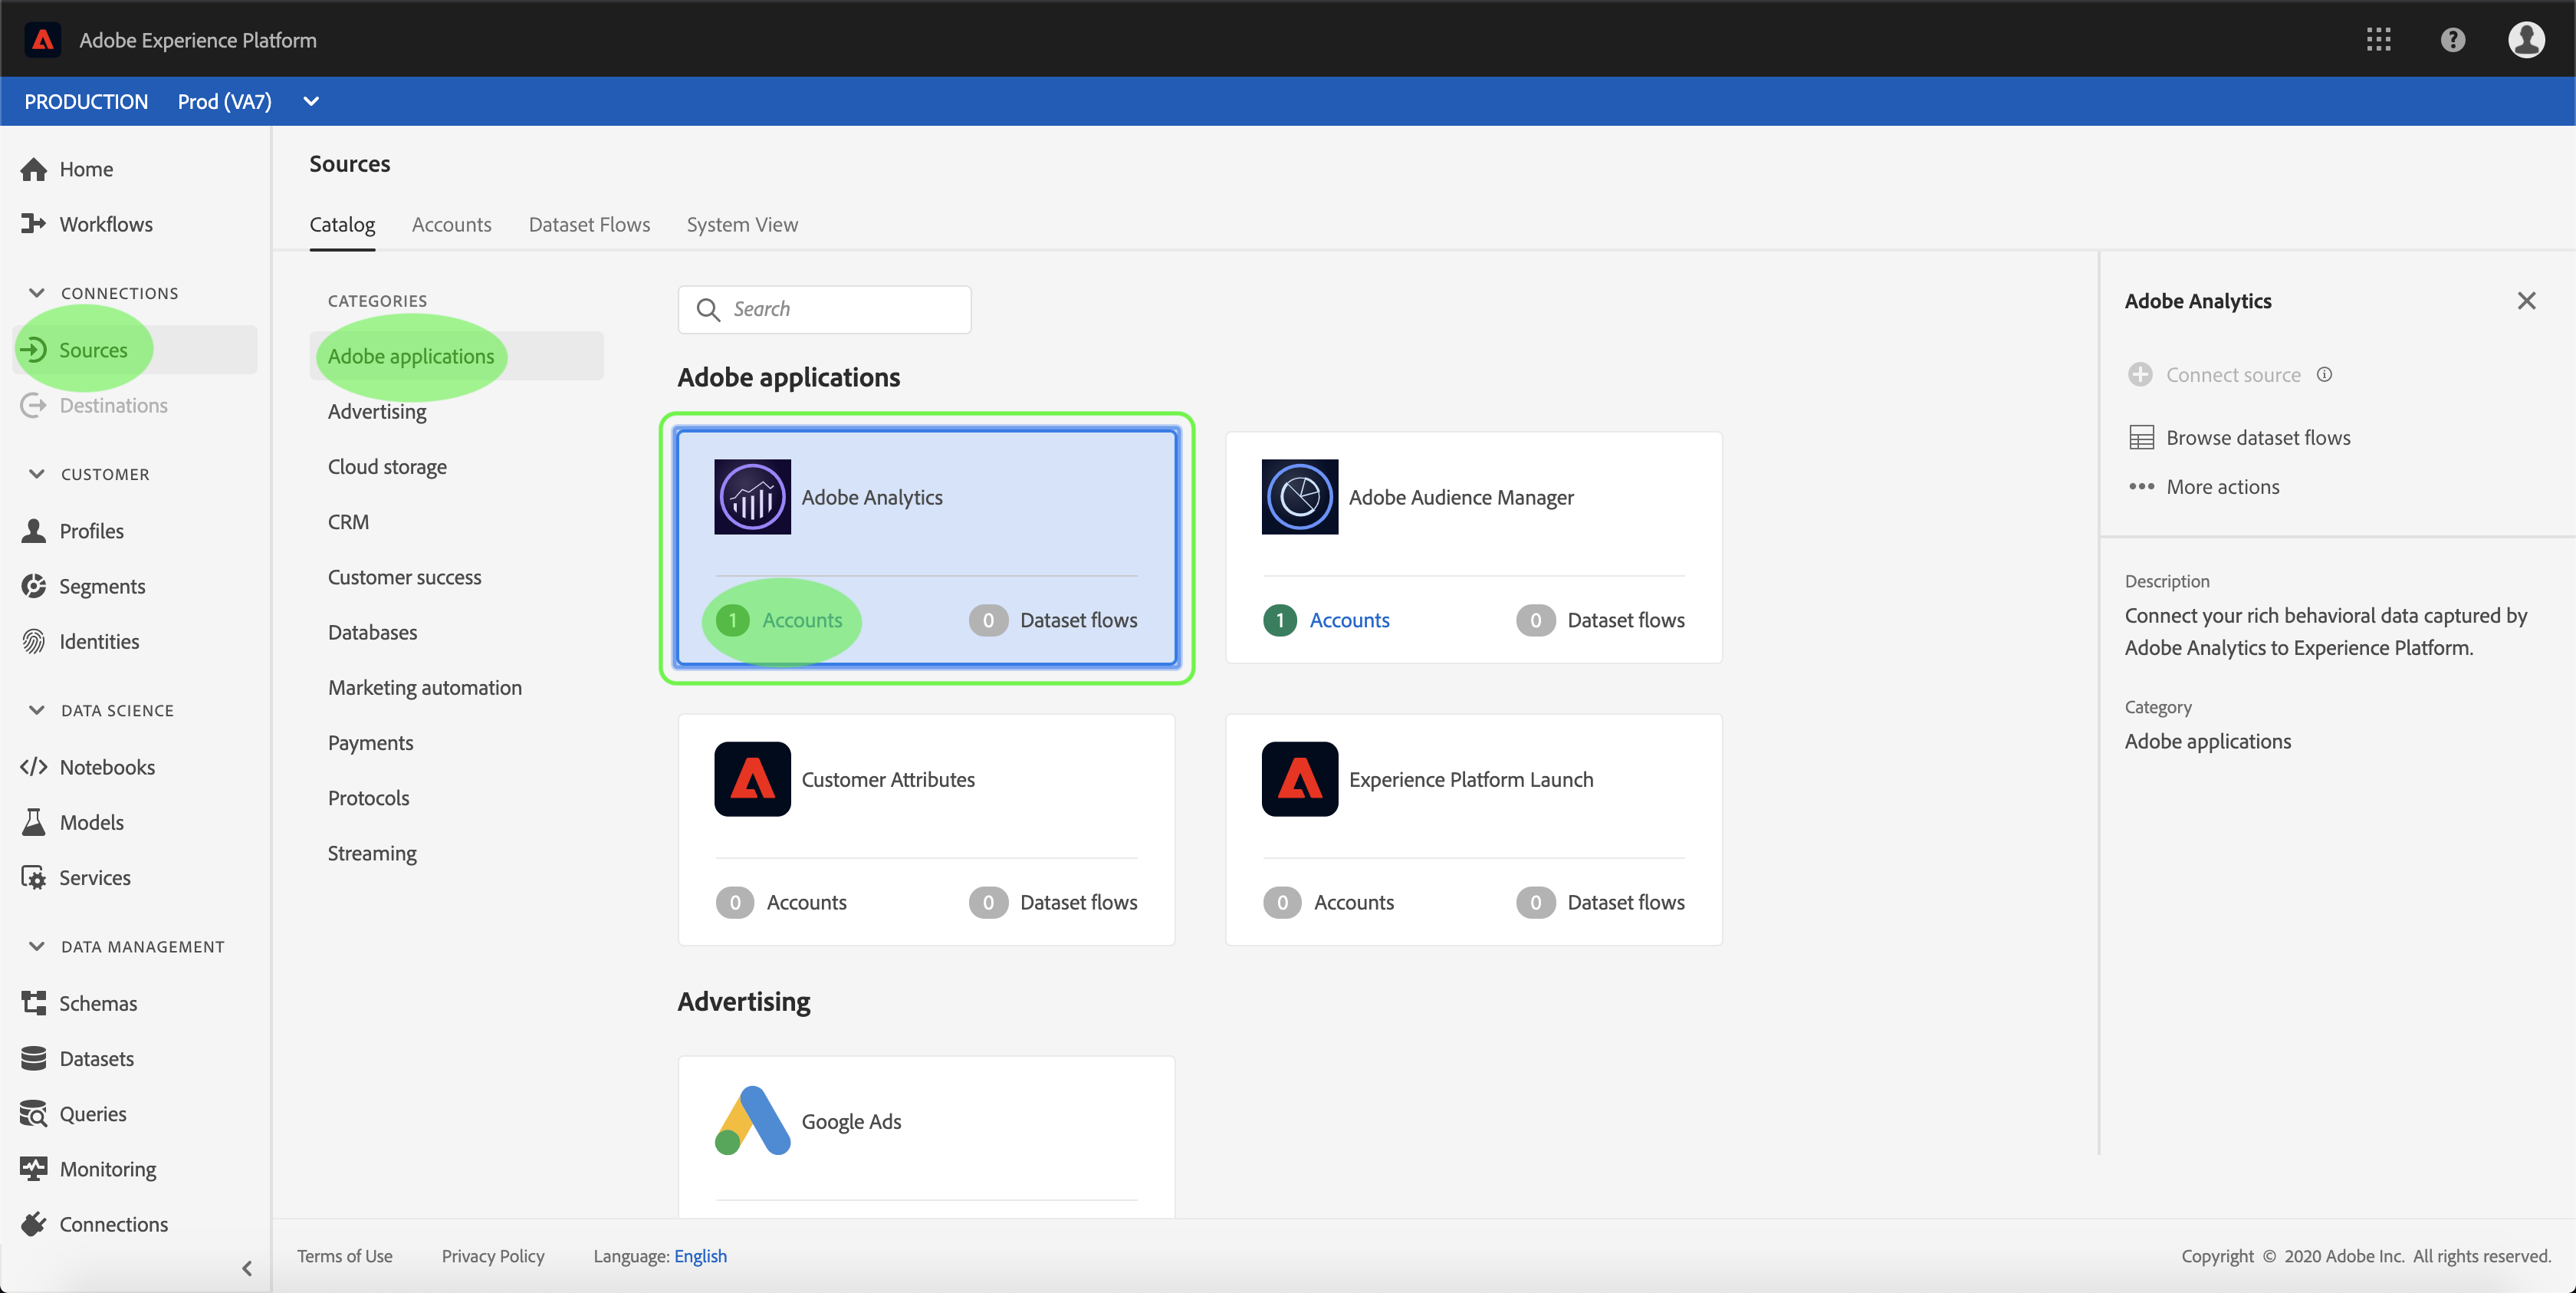 Adobe Experience Platform
?
PRODUCTION Prod (VA7)
Home
Workflows
CONNECTIONS
Sources
Destinations
CUSTOMER
Profiles
Segments
Identities
DATA SCIENCE
Notebooks
Models
Services
DATA MANAGEMENT
Schemas
Datasets
Queries
Monitoring
Connections
Sources
Catalog Accounts Dataset Flows System View
CATEGORIES
Adobe applications
Advertising
Cloud storage
CRM
Customer success
Databases
Marketing automation
Payments
Protocols
Streaming
Search
Adobe applications
Adobe Analytics
1 Accounts 0 Dataset flows
Adobe Audience Manager
1 Accounts 0 Dataset flows
Customer Attributes
0 Accounts 0 Dataset flows
Experience Platform Launch
0 Accounts 0 Dataset flows
Advertising
Google Ads
Adobe Analytics
Connect source
Browse dataset flows
More actions
Description
Connect your rich behavioral data captured by
Adobe Analytics to Experience Platform.
Category
Adobe applications
Terms of Use Privacy Policy Language: English
Copyright © 2020 Adobe Inc. All rights reserved.